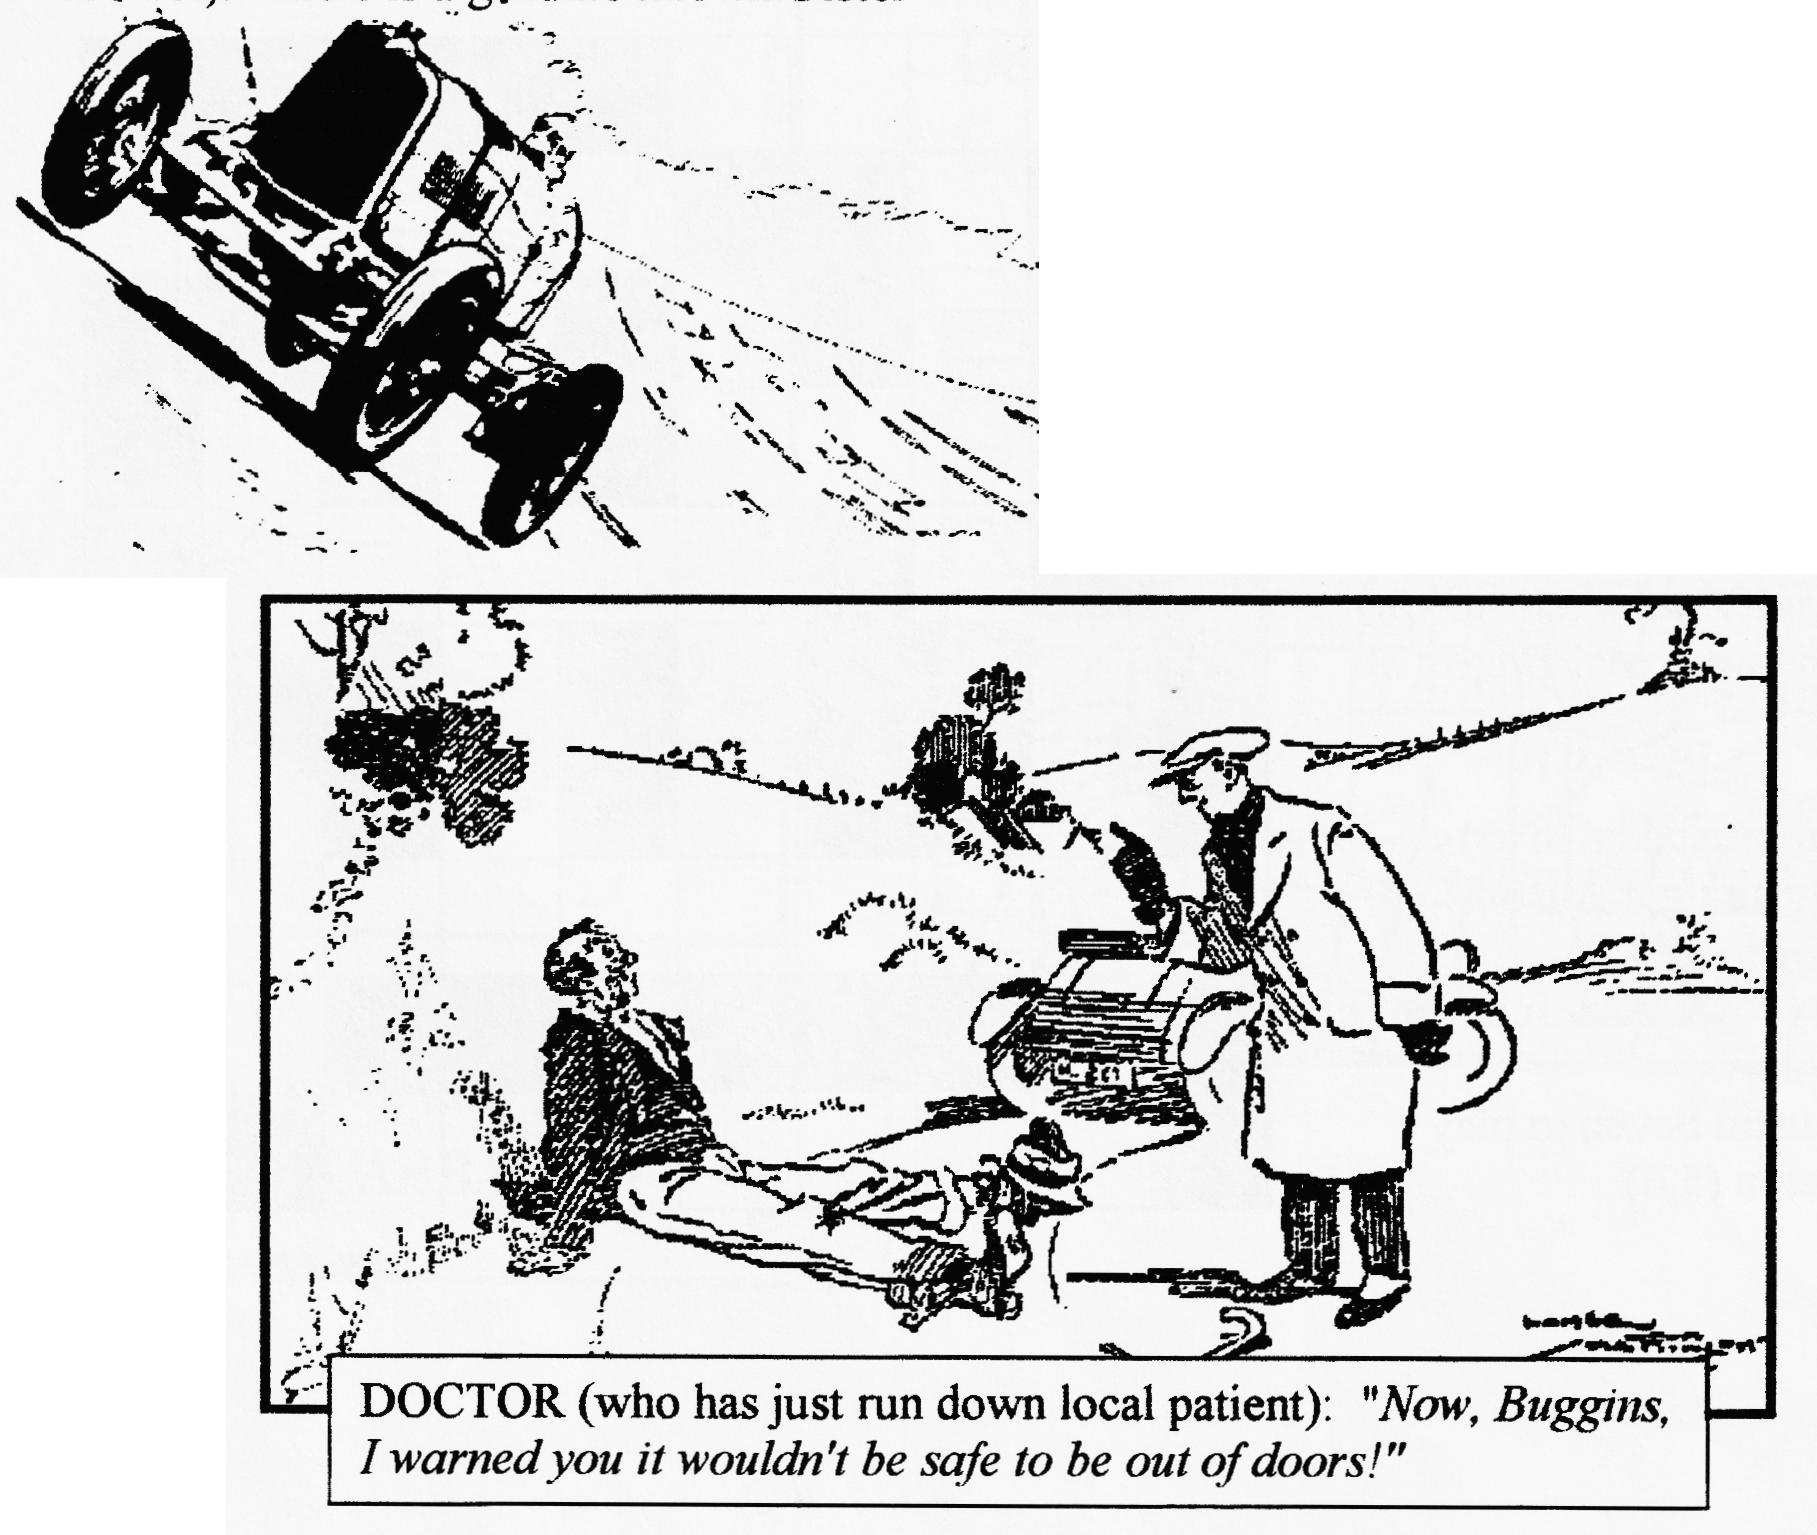 DOCTOR (who has just run down local patient): "Now, Buggins,
I warned you it wouldn't be safe to be out of doors!"